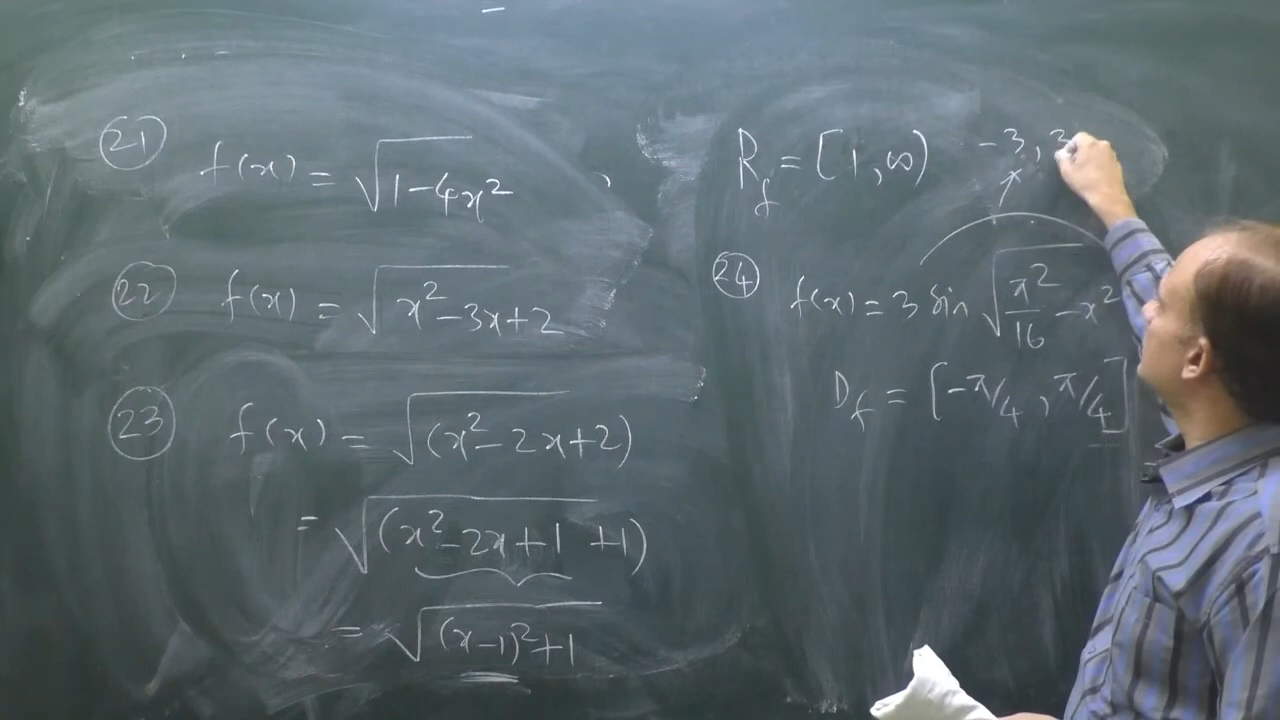 (21) f(x) = √(1-4x²) ,
(22) f(x) = √(x²-3x+2)
(23) f(x) = √(x²-2x+2)
= √(x²-2x+1 +1)
= √((x-1)²+1)
R_f = [1,∞)
-3, 3
(24) f(x) = 3 sin √(π²/16 - x²)
D_f = [-π/4, π/4]